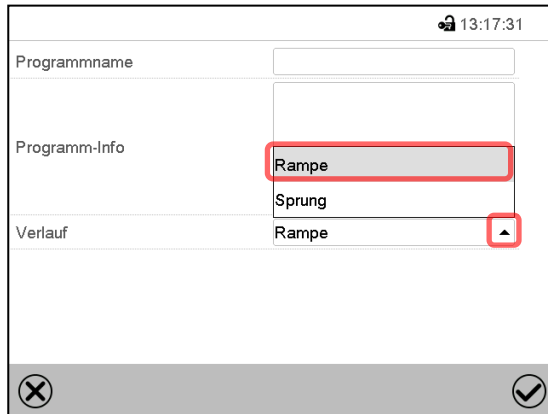 13:17:31
Programmname
Programm-Info
Rampe
Sprung
Verlauf
Rampe